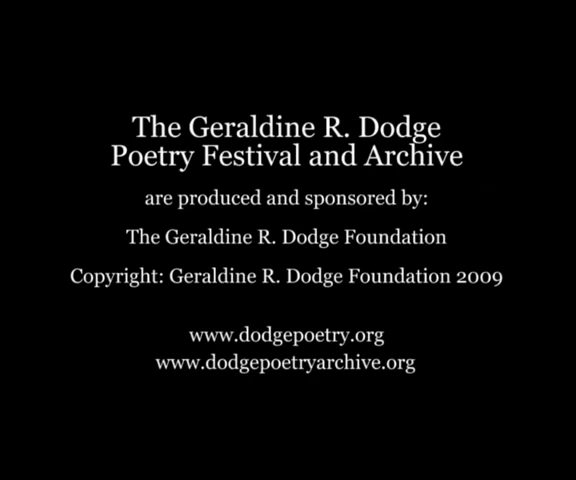 The Geraldine R. Dodge
Poetry Festival and Archive
are produced and sponsored by:
The Geraldine R. Dodge Foundation
Copyright: Geraldine R. Dodge Foundation 2009
www.dodgepoetry.org
www.dodgepoetryarchive.org